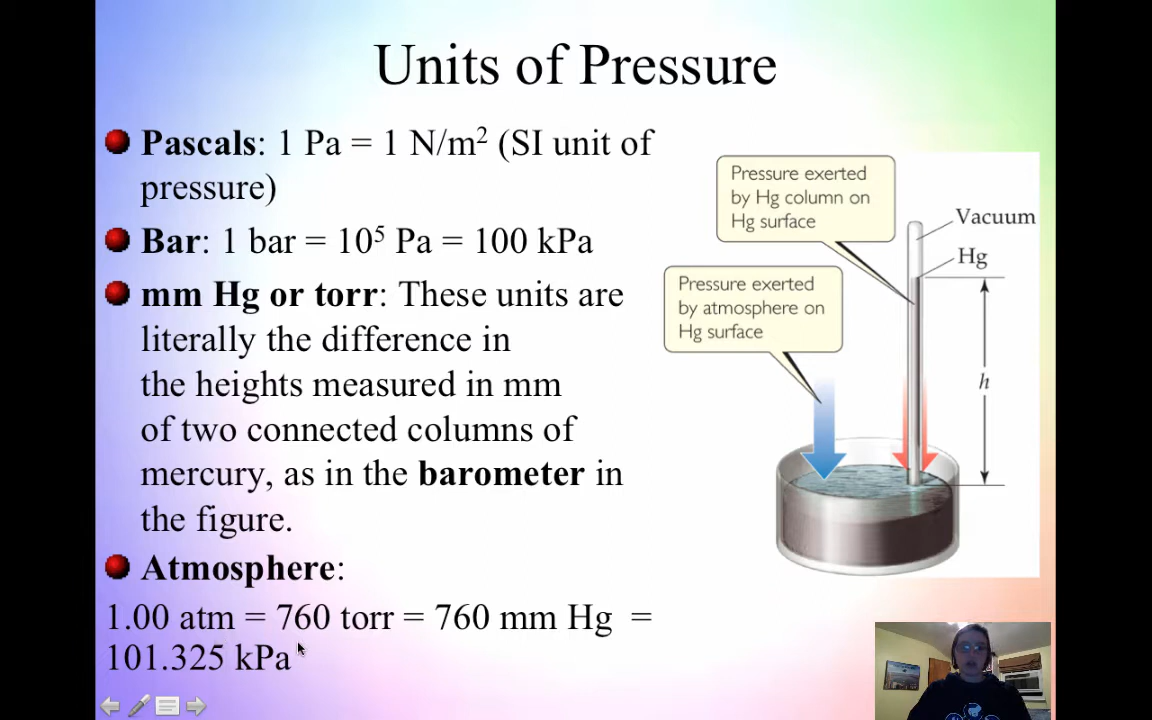 Units of Pressure
Pascals: 1 Pa = 1 N/m² (SI unit of
pressure)
Bar: 1 bar = 10⁵ Pa = 100 kPa
mm Hg or torr: These units are
literally the difference in
the heights measured in mm
of two connected columns of
mercury, as in the barometer in
the figure.
Atmosphere:
1.00 atm = 760 torr = 760 mm Hg =
101.325 kPa
Pressure exerted
by Hg column on
Hg surface
Vacuum
Hg
Pressure exerted
by atmosphere on
Hg surface
h